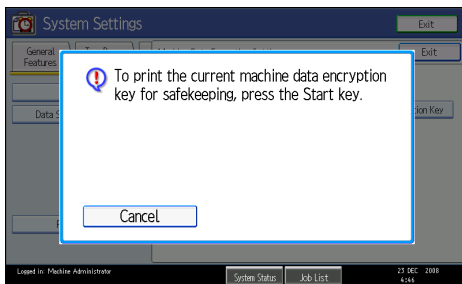 System Settings
Exit
General
Features
Exit
To print the current machine data encryption
key for safekeeping, press the Start key.
Data S
ion Key
Cancel
Logged in: Machine Administrator
System Status
Job List
23 DEC 2008